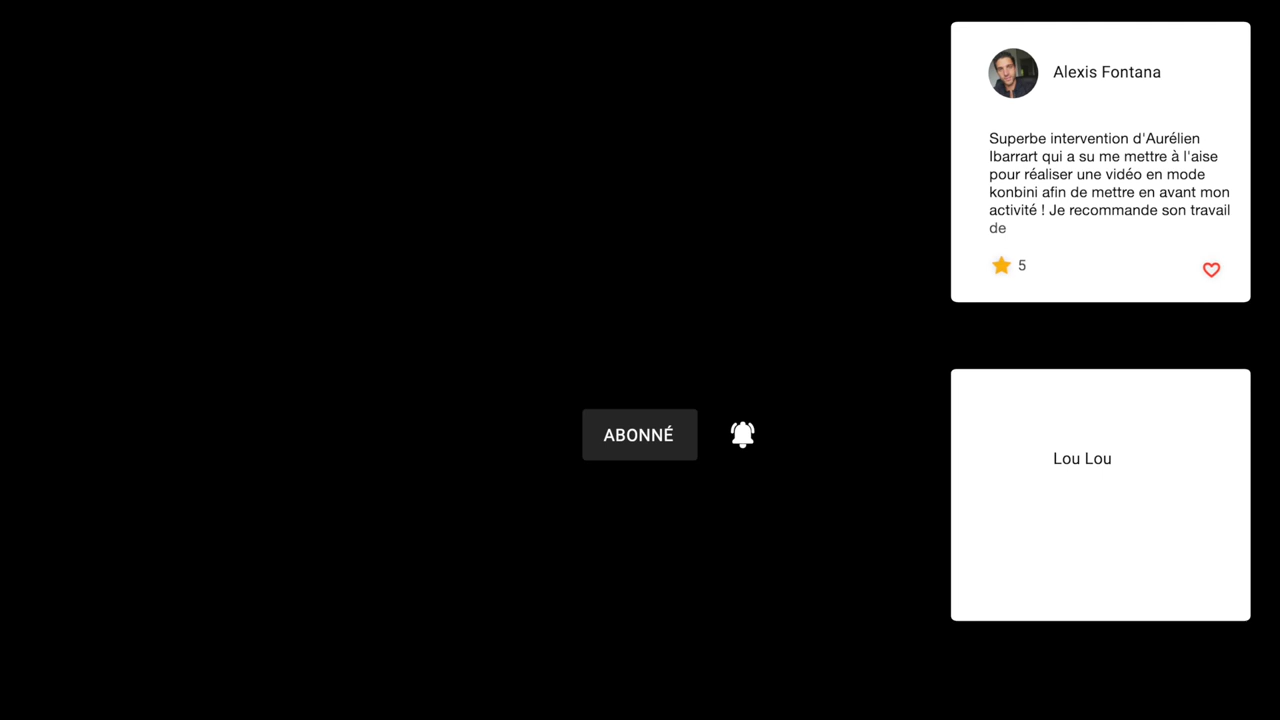 Alexis Fontana
Superbe intervention d'Aurélien
Ibarrart qui a su me mettre à l'aise
pour réaliser une vidéo en mode
konbini afin de mettre en avant mon
activité ! Je recommande son travail
de
5
ABONNÉ
Lou Lou